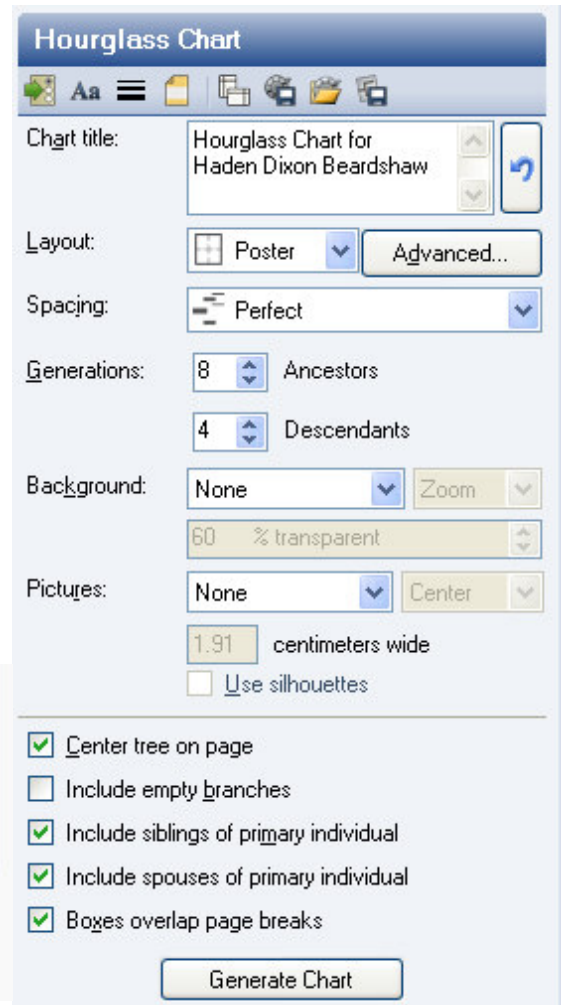 Hourglass Chart
Aa
Chart title:
Hourglass Chart for
Haden Dixon Beardshaw
Layout:
Poster
Advanced...
Spacing:
Perfect
Generations:
8 Ancestors
4 Descendants
Background:
None
Zoom
60 % transparent
Pictures:
None
Center
1.91 centimeters wide
Use silhouettes
Center tree on page
Include empty branches
Include siblings of primary individual
Include spouses of primary individual
Boxes overlap page breaks
Generate Chart